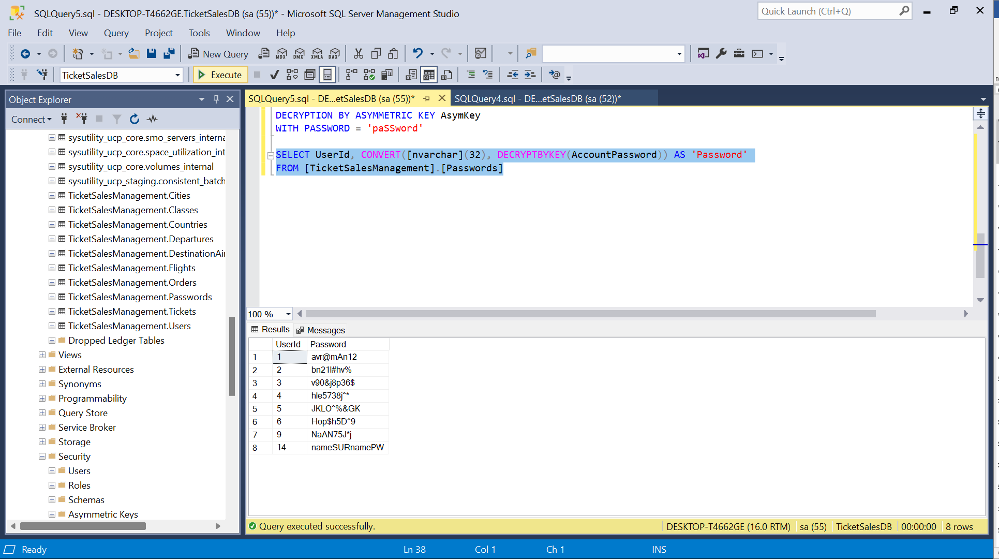 SQLQuery5.sql - DESKTOP-T4662GE.TicketSalesDB (sa (55))* - Microsoft SQL Server Management Studio
Quick Launch (Ctrl+Q)
File Edit View Query Project Tools Window Help
New Query MDX DMX XMLA DAX
TicketSalesDB Execute
Object Explorer
Connect
sysutility_ucp_core.smo_servers_interna
sysutility_ucp_core.space_utilization_int
sysutility_ucp_core.volumes_internal
sysutility_ucp_staging.consistent_batch
TicketSalesManagement.Cities
TicketSalesManagement.Classes
TicketSalesManagement.Countries
TicketSalesManagement.Departures
TicketSalesManagement.DestinationAir
TicketSalesManagement.Flights
TicketSalesManagement.Orders
TicketSalesManagement.Passwords
TicketSalesManagement.Tickets
TicketSalesManagement.Users
Dropped Ledger Tables
Views
External Resources
Synonyms
Programmability
Query Store
Service Broker
Storage
Security
Users
Roles
Schemas
Asymmetric Keys
SQLQuery5.sql - DE...etSalesDB (sa (55))* SQLQuery4.sql - DE...etSalesDB (sa (52))*
DECRYPTION BY ASYMMETRIC KEY AsymKey
WITH PASSWORD = 'paSSword'
SELECT UserId, CONVERT([nvarchar](32), DECRYPTBYKEY(AccountPassword)) AS 'Password'
FROM [TicketSalesManagement].[Passwords]
100 %
Results Messages
UserId Password
1 1 avr@mAn12
2 2 bn21l#hv%
3 3 v90&j8p36$
4 4 hle5738j^*
5 5 JKLO^%&GK
6 6 Hop$h5D^9
7 9 NaAN75J*j
8 14 nameSURnamePW
Query executed successfully. DESKTOP-T4662GE (16.0 RTM) sa (55) TicketSalesDB 00:00:00 8 rows
Ready Ln 38 Col 1 Ch 1 INS